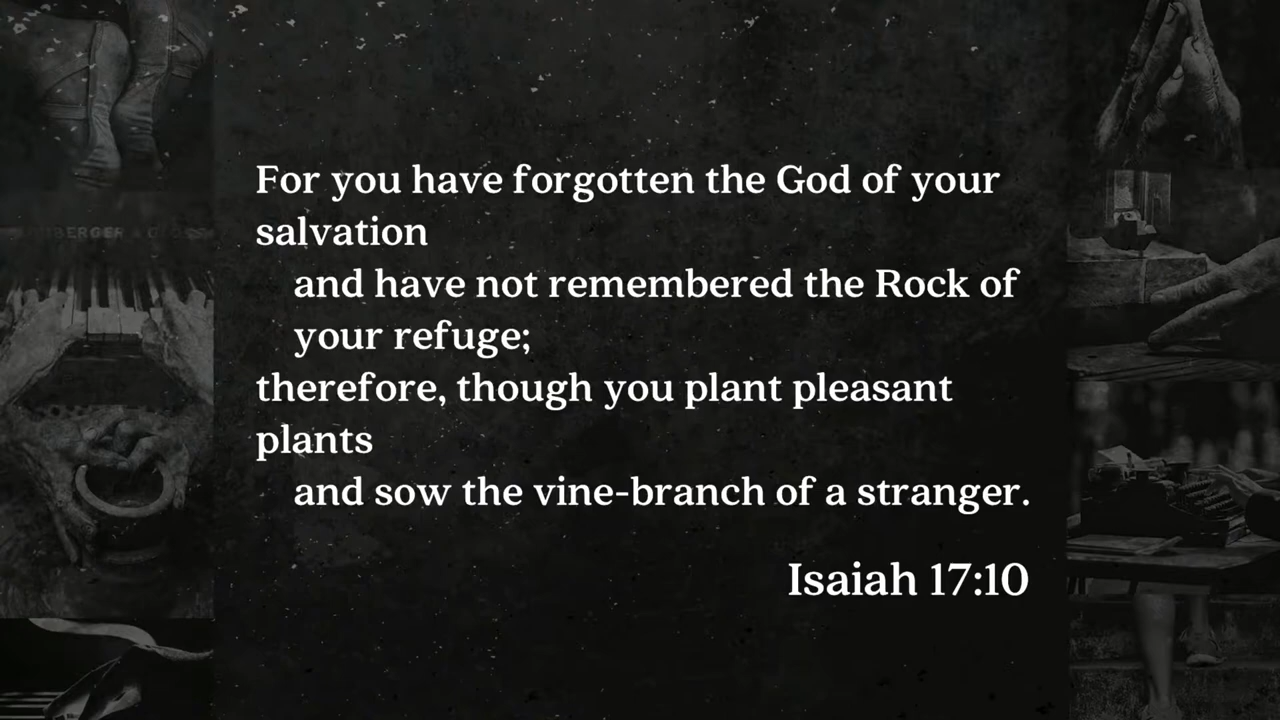 For you have forgotten the God of your
salvation
and have not remembered the Rock of
your refuge;
therefore, though you plant pleasant
plants
and sow the vine-branch of a stranger.
Isaiah 17:10